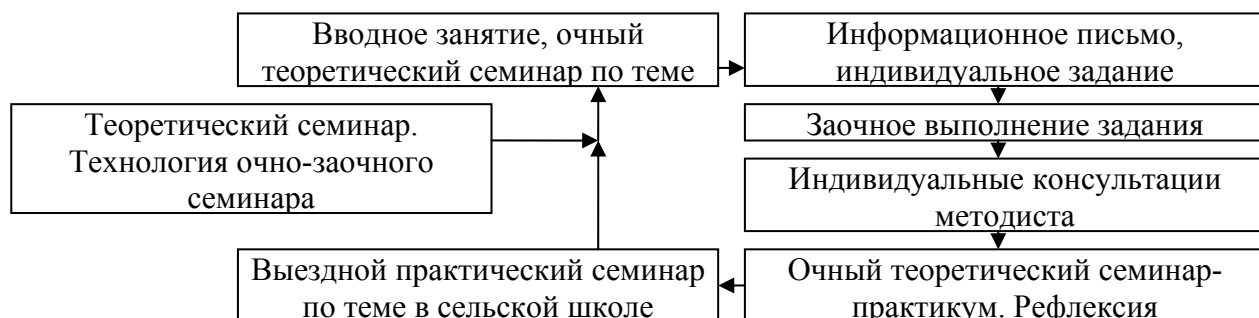 Вводное занятие, очный
теоретический семинар по теме
Информационное письмо,
индивидуальное задание
Теоретический семинар.
Технология очно-заочного
семинара
Заочное выполнение задания
Индивидуальные консультации
методиста
Выездной практический семинар
по теме в сельской школе
Очный теоретический семинар-
практикум. Рефлексия